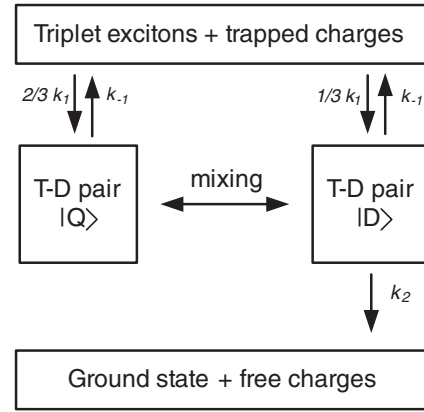 Triplet excitons + trapped charges
2/3 k₁
k₋₁
1/3 k₁
k₋₁
T-D pair
|Q⟩
mixing
T-D pair
|D⟩
k₂
Ground state + free charges